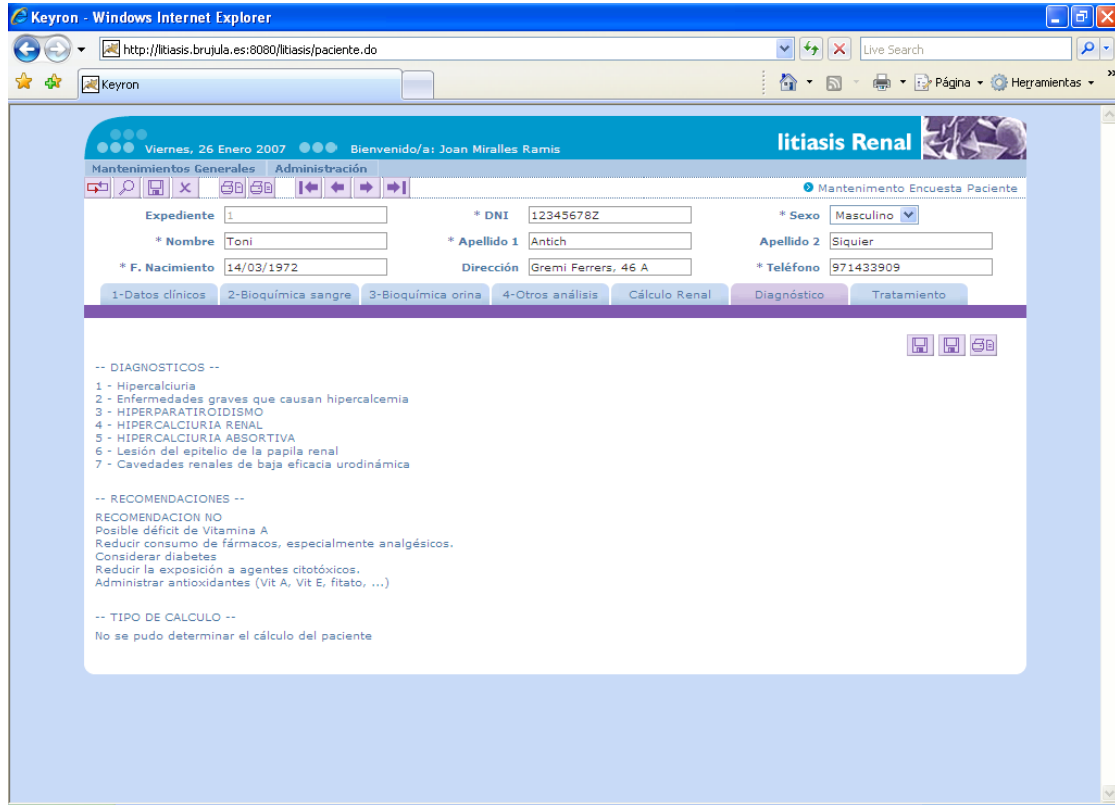 Keyron - Windows Internet Explorer
http://litiasis.brujula.es:8080/litiasis/paciente.do
Live Search
Keyron
Página
Herramientas
»
Viernes, 26 Enero 2007 Bienvenido/a: Joan Miralles Ramis
litiasis Renal
Mantenimientos Generales Administración
Mantenimento Encuesta Paciente
Expediente 1 * DNI 12345678Z * Sexo Masculino
* Nombre Toni * Apellido 1 Antich Apellido 2 Siquier
* F. Nacimiento 14/03/1972 Dirección Gremi Ferrers, 46 A * Teléfono 971433909
1-Datos clínicos 2-Bioquímica sangre 3-Bioquímica orina 4-Otros análisis Cálculo Renal Diagnóstico Tratamiento
-- DIAGNOSTICOS --
1 - Hipercalciuria
2 - Enfermedades graves que causan hipercalcemia
3 - HIPERPARATIROIDISMO
4 - HIPERCALCIURIA RENAL
5 - HIPERCALCIURIA ABSORTIVA
6 - Lesión del epitelio de la papila renal
7 - Cavedades renales de baja eficacia urodinámica
-- RECOMENDACIONES --
RECOMENDACION NO
Posible déficit de Vitamina A
Reducir consumo de fármacos, especialmente analgésicos.
Considerar diabetes
Reducir la exposición a agentes citotóxicos.
Administrar antioxidantes (Vit A, Vit E, fitato, ...)
-- TIPO DE CALCULO --
No se pudo determinar el cálculo del paciente